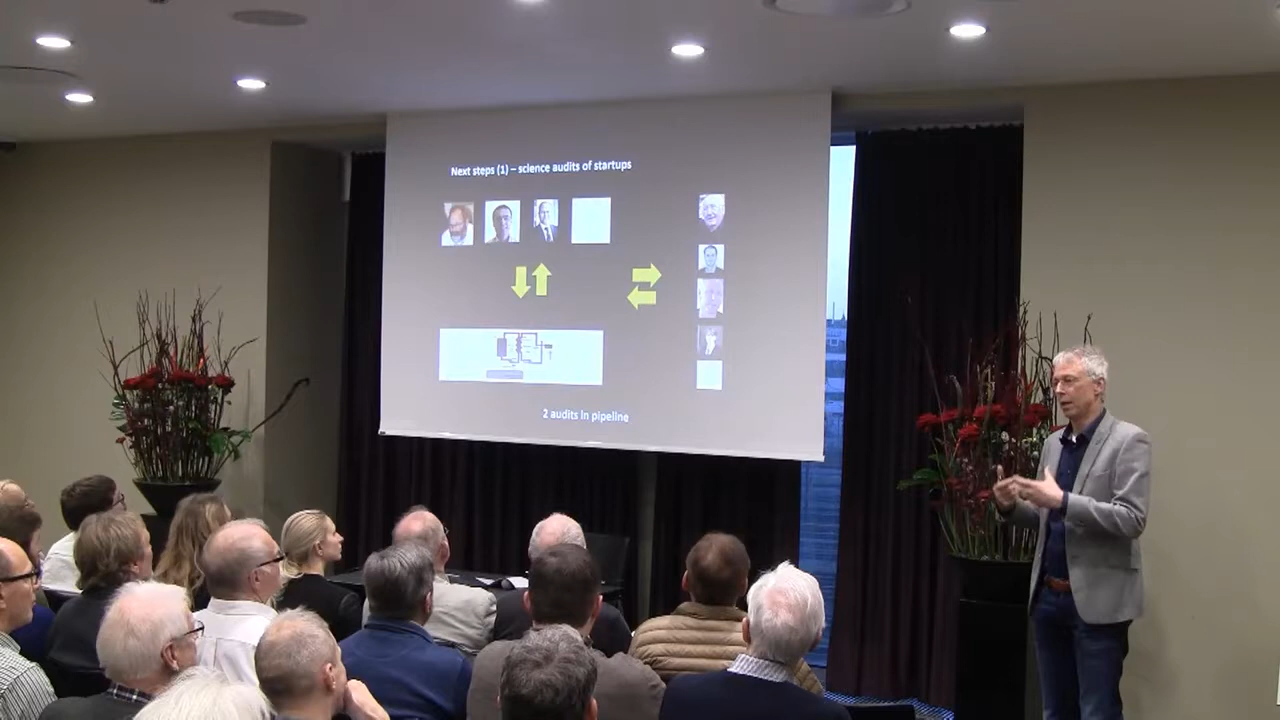 Next steps (1) – science audits of startups
2 audits in pipeline